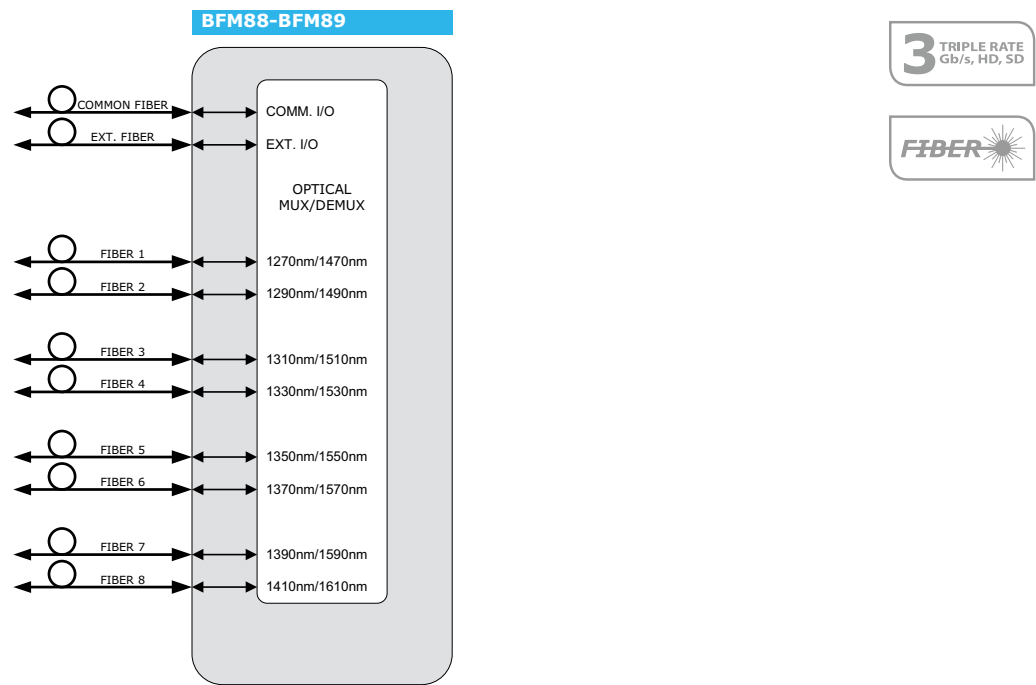 BFM88-BFM89
3 TRIPLE RATE
Gb/s, HD, SD
COMMON FIBER
COMM. I/O
EXT. FIBER
EXT. I/O
FIBER
OPTICAL
MUX/DEMUX
FIBER 1
1270nm/1470nm
FIBER 2
1290nm/1490nm
FIBER 3
1310nm/1510nm
FIBER 4
1330nm/1530nm
FIBER 5
1350nm/1550nm
FIBER 6
1370nm/1570nm
FIBER 7
1390nm/1590nm
FIBER 8
1410nm/1610nm